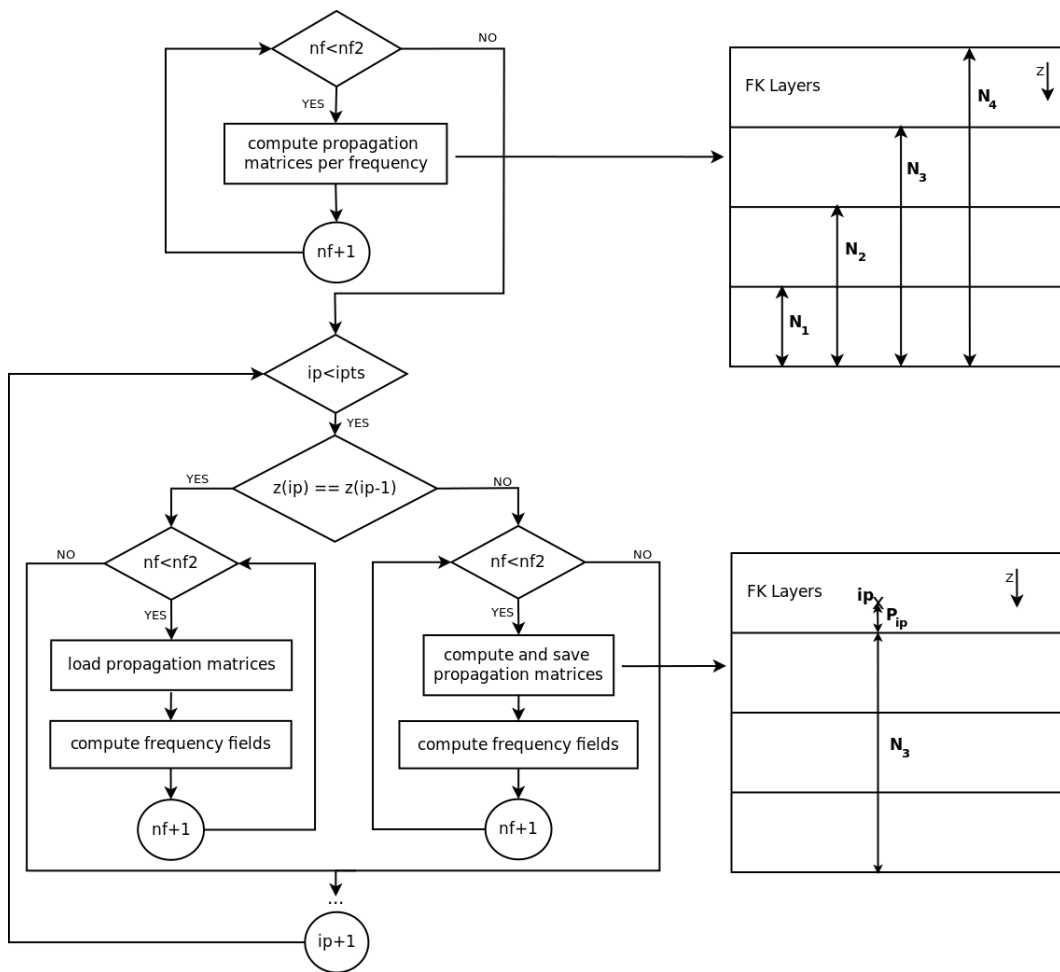 nf<nf2
NO
YES
compute propagation
matrices per frequency
nf+1
FK Layers
z
N4
N3
N2
N1
ip<ipts
YES
z(ip) == z(ip-1)
YES
NO
nf<nf2
NO
YES
load propagation matrices
compute frequency fields
nf+1
nf<nf2
NO
YES
compute and save
propagation matrices
compute frequency fields
nf+1
...
ip+1
FK Layers
z
ip
Pip
N3